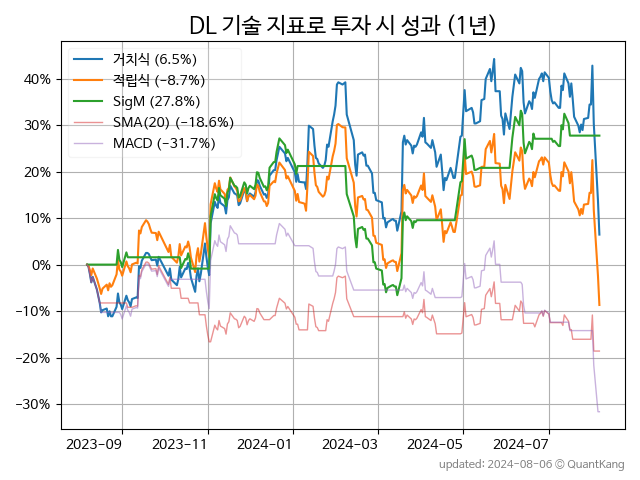 DL 기술 지표로 투자 시 성과 (1년)
거치식 (6.5%)
적립식 (−8.7%)
SigM (27.8%)
SMA(20) (−18.6%)
MACD (−31.7%)
40%
30%
20%
10%
0%
−10%
−20%
−30%
2023-09 2023-11 2024-01 2024-03 2024-05 2024-07
updated: 2024-08-06 © QuantKang